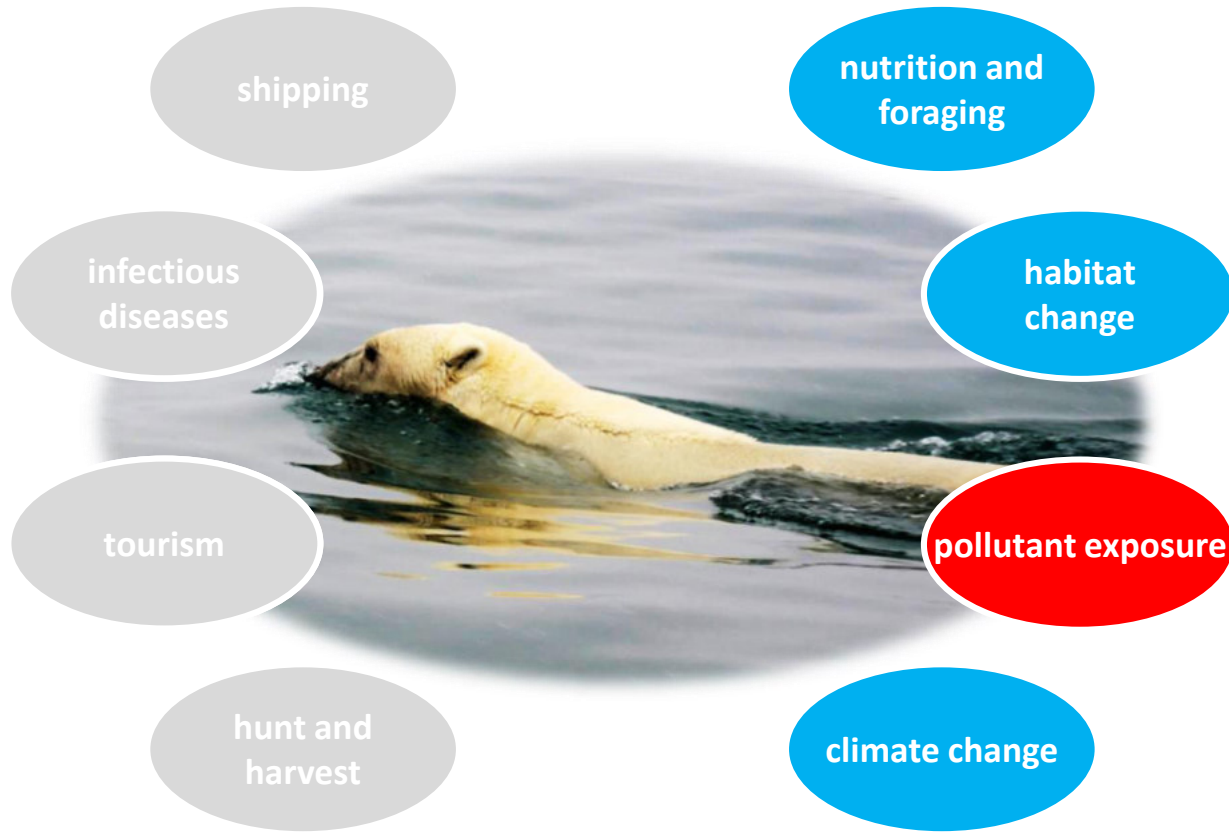 shipping
nutrition and
foraging
infectious
diseases
habitat
change
tourism
pollutant exposure
hunt and
harvest
climate change